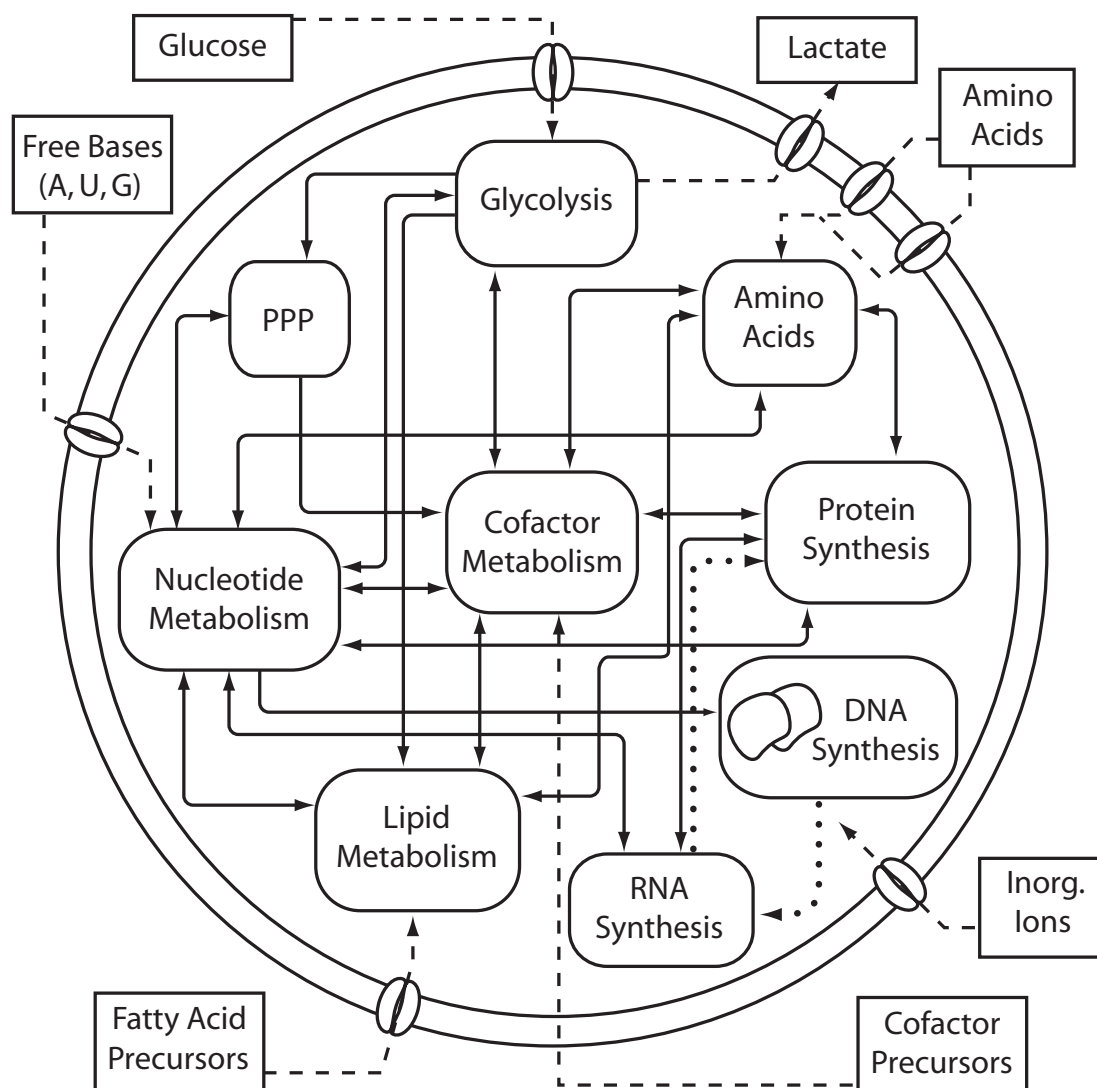 Glucose
Lactate
Amino
Acids
Free Bases
(A, U, G)
Glycolysis
PPP
Amino
Acids
Cofactor
Metabolism
Protein
Synthesis
Nucleotide
Metabolism
DNA
Synthesis
Lipid
Metabolism
RNA
Synthesis
Inorg.
Ions
Fatty Acid
Precursors
Cofactor
Precursors